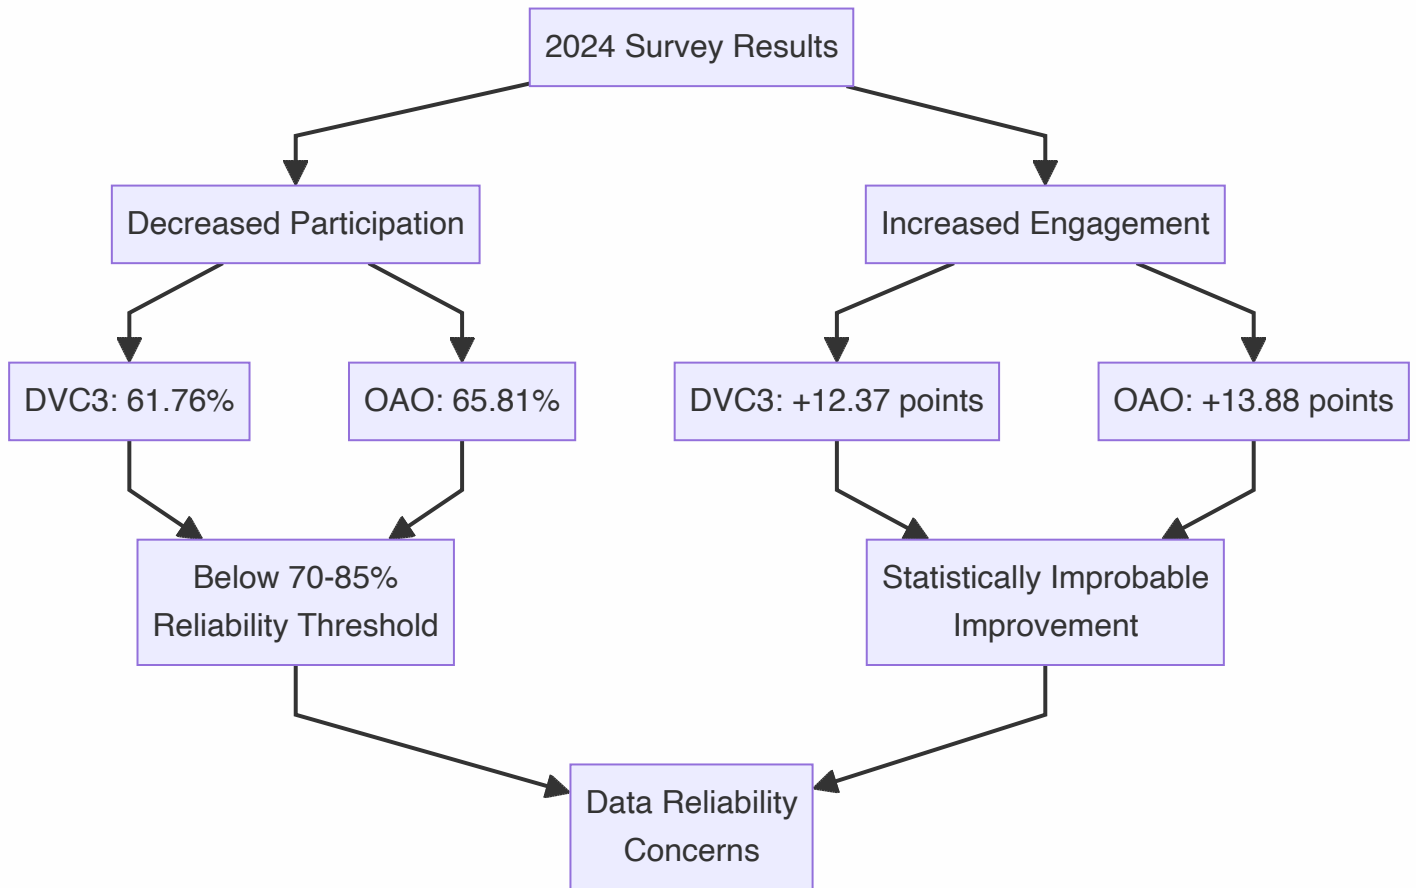 2024 Survey Results
Decreased Participation
Increased Engagement
DVC3: 61.76%
OAO: 65.81%
DVC3: +12.37 points
OAO: +13.88 points
Below 70-85%
Reliability Threshold
Statistically Improbable
Improvement
Data Reliability
Concerns